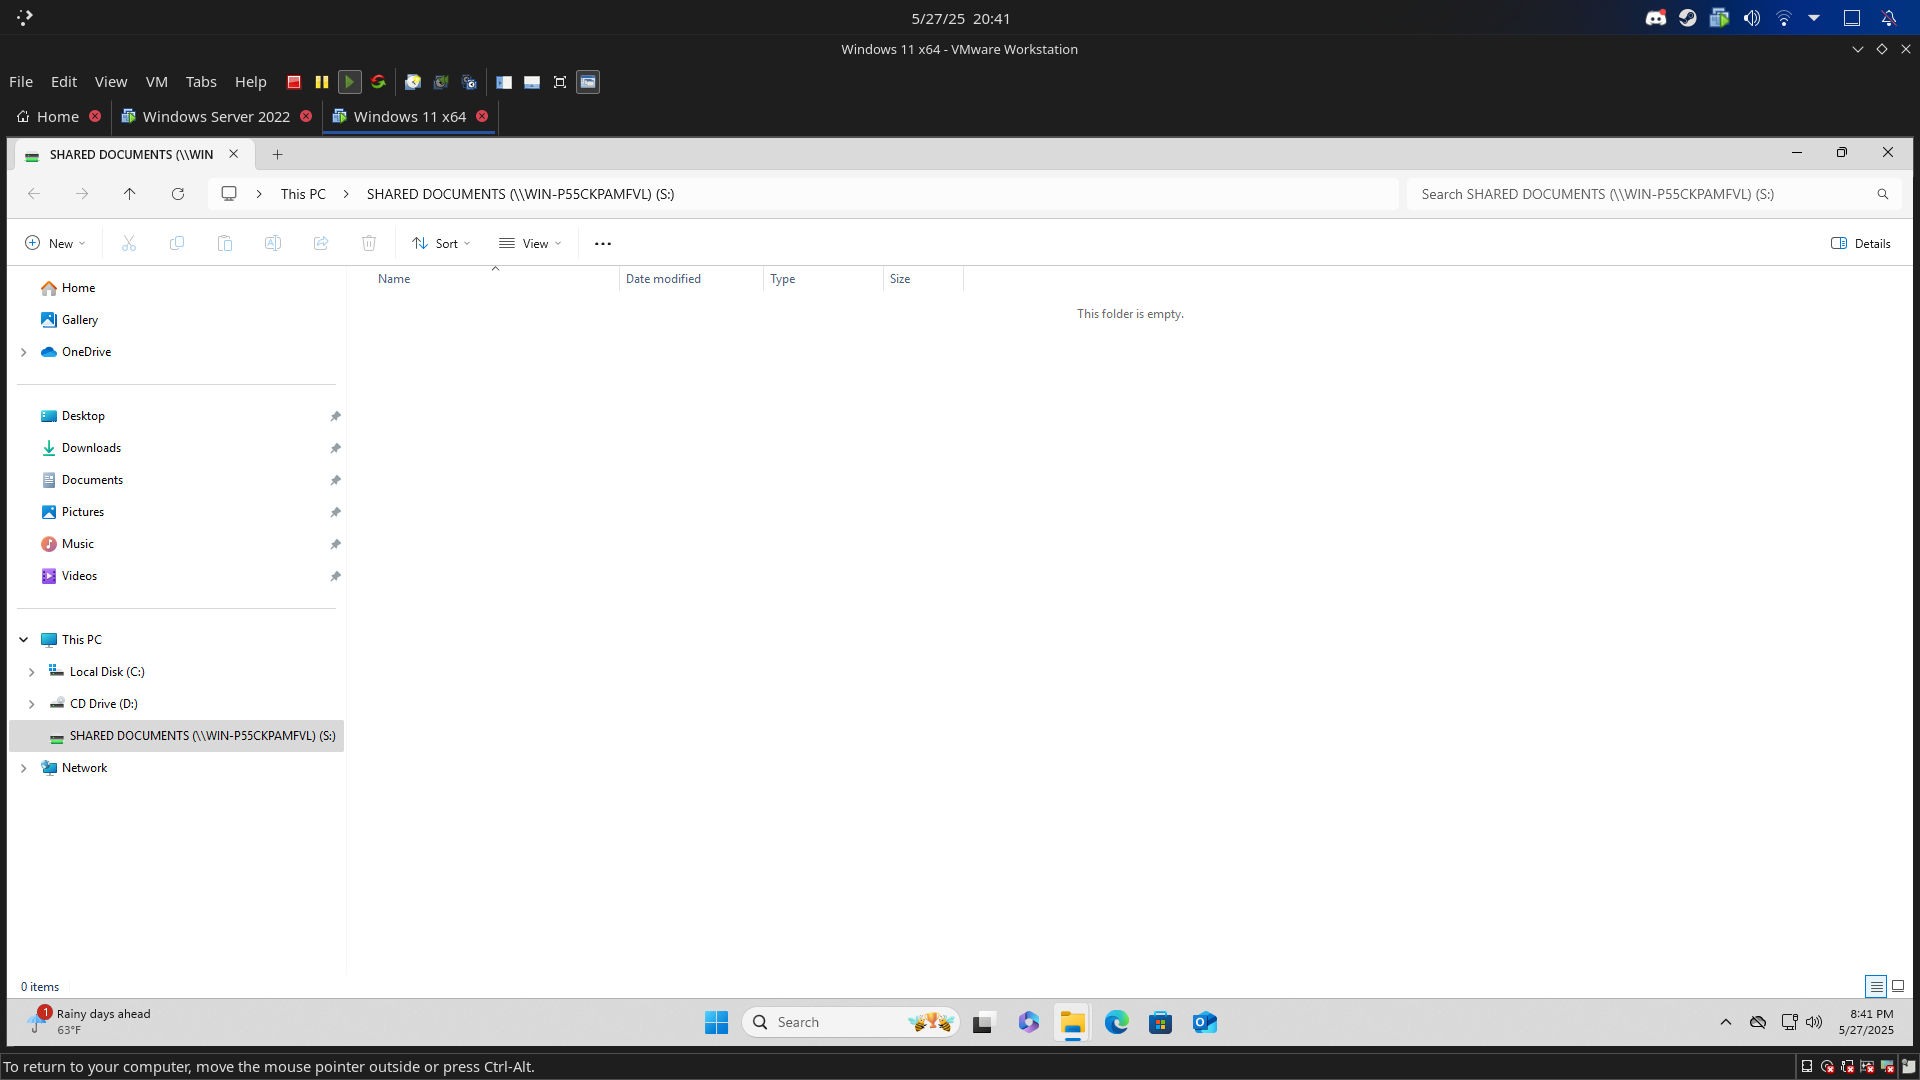 5/27/25 20:41
Windows 11 x64 - VMware Workstation
File Edit View VM Tabs Help
Home Windows Server 2022 Windows 11 x64
SHARED DOCUMENTS (\\WIN
This PC SHARED DOCUMENTS (\\WIN-P55CKPAMFVL) (S:) Search SHARED DOCUMENTS (\\WIN-P55CKPAMFVL) (S:)
New Sort View Details
Name Date modified Type Size
This folder is empty.
Home
Gallery
OneDrive
Desktop
Downloads
Documents
Pictures
Music
Videos
This PC
Local Disk (C:)
CD Drive (D:)
SHARED DOCUMENTS (\\WIN-P55CKPAMFVL) (S:)
Network
0 items
1
Rainy days ahead
63°F
Search
8:41 PM
5/27/2025
To return to your computer, move the mouse pointer outside or press Ctrl-Alt.